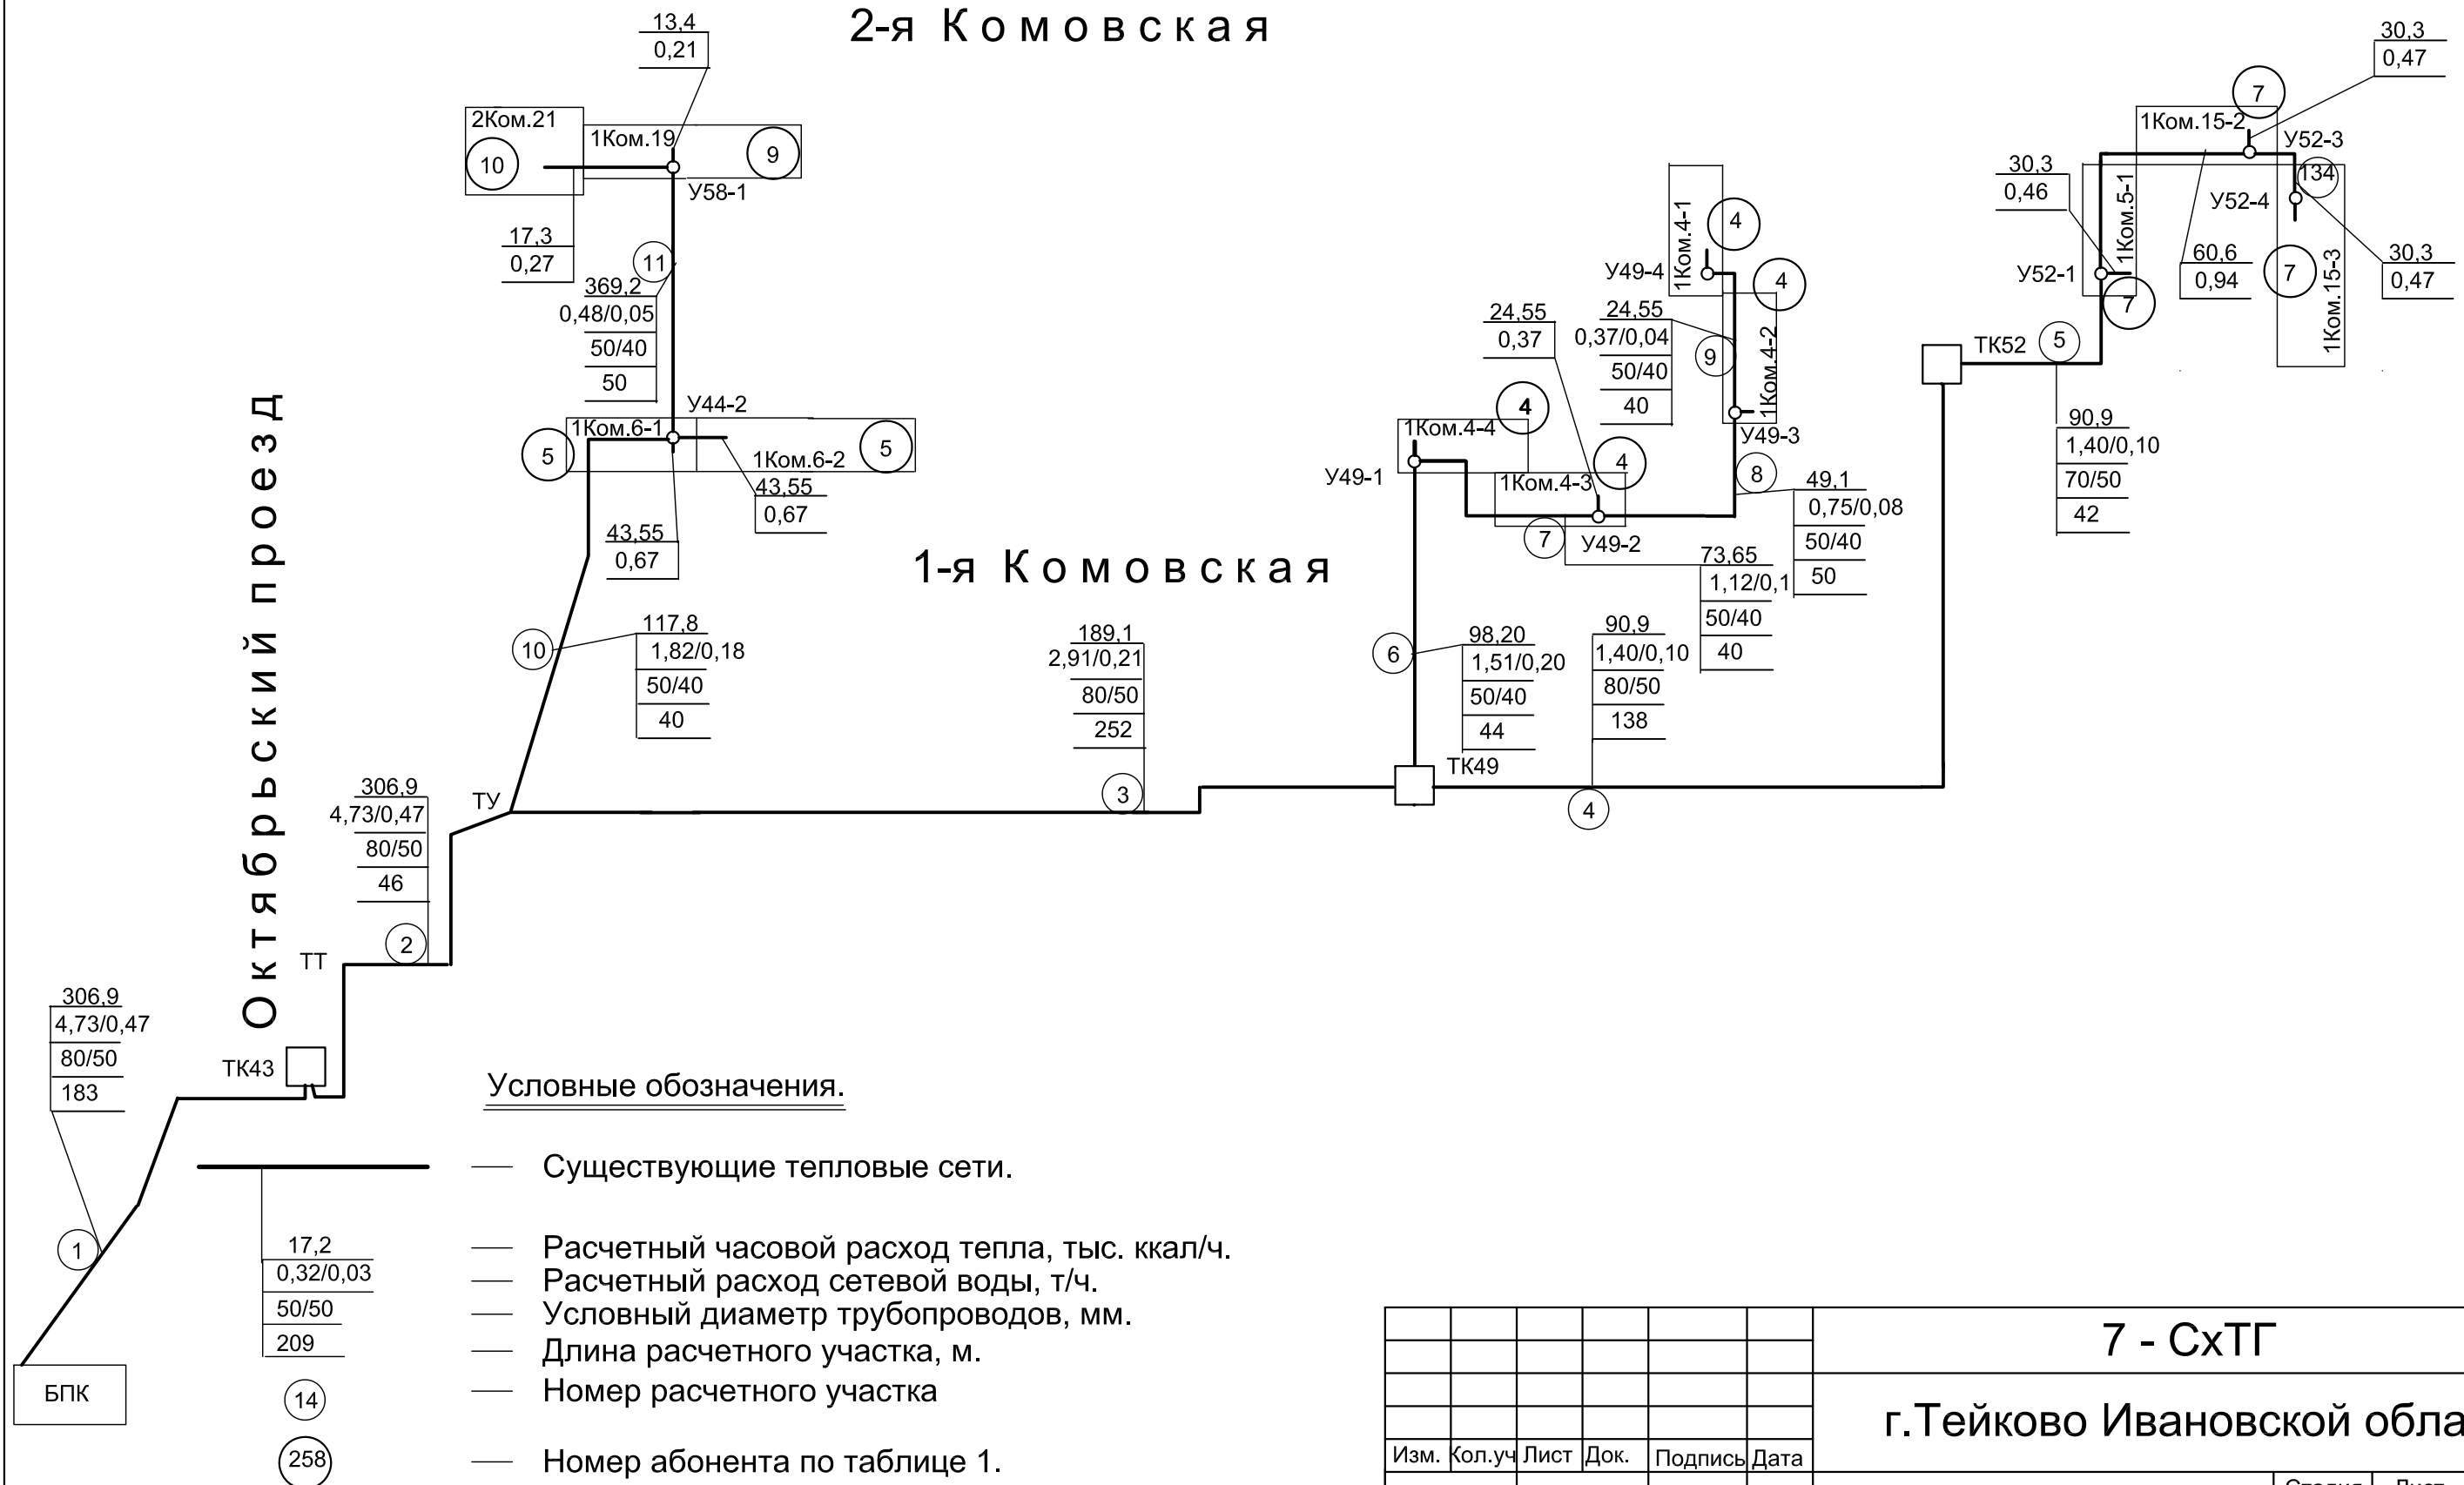 2-я Комовская
13,4
0,21
2Ком.21
10
1Ком.19
9
У58-1
17,3
0,27
11
369,2
0,48/0,05
50/40
50
У44-2
1Ком.6-1
5
1Ком.6-2
5
43,55
0,67
43,55
0,67
Октябрьский проезд
1-я Комовская
30,3
0,47
7
1Ком.15-2
У52-3
134
30,3
0,46
1Ком.5-1
У52-4
У52-1
7
60,6
0,94
7
1Ком.15-3
30,3
0,47
ТК52
5
90,9
1,40/0,10
70/50
42
1Ком.4-1
4
У49-4
4
24,55
0,37
24,55
0,37/0,04
50/40
40
9
1Ком.4-2
У49-3
1Ком.4-4
4
У49-1
1Ком.4-3
4
7
У49-2
8
49,1
0,75/0,08
50/40
50
73,65
1,12/0,1
50/40
40
10
117,8
1,82/0,18
50/40
40
189,1
2,91/0,21
80/50
252
6
98,20
1,51/0,20
50/40
44
90,9
1,40/0,10
80/50
138
ТК49
3
4
306,9
4,73/0,47
80/50
46
ТУ
2
ТТ
306,9
4,73/0,47
80/50
183
ТК43
1
БПК
Условные обозначения.
Существующие тепловые сети.
17,2
0,32/0,03
50/50
209
Расчетный часовой расход тепла, тыс. ккал/ч.
Расчетный расход сетевой воды, т/ч.
Условный диаметр трубопроводов, мм.
Длина расчетного участка, м.
14
Номер расчетного участка
258
Номер абонента по таблице 1.
7 - СхТГ
г.Тейково Ивановской обла
Изм. Кол.уч Лист Док. Подпись Дата
Стадия Лист